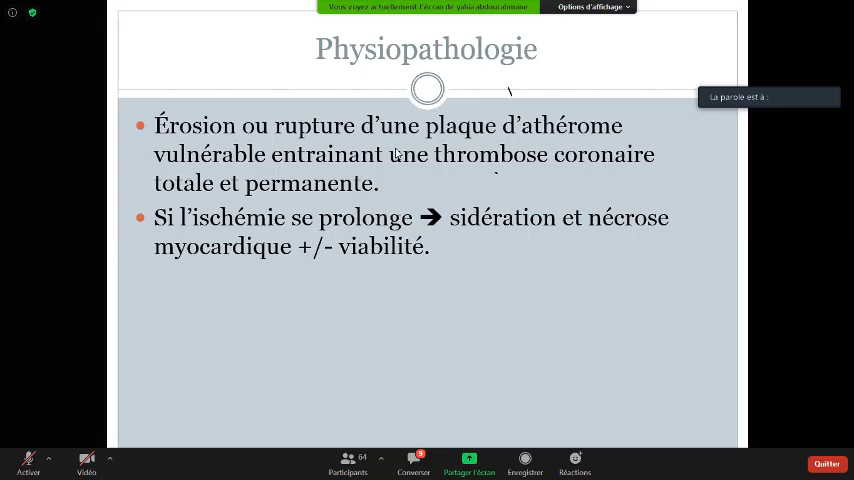 Vous voyez actuellement l'écran de yahia abdourahmane
Options d'affichage
Physiopathologie
La parole est à :
Érosion ou rupture d'une plaque d'athérome
vulnérable entrainant une thrombose coronaire
totale et permanente.
Si l'ischémie se prolonge ➔ sidération et nécrose
myocardique +/- viabilité.
64
9
Activer
Vidéo
Participants
Converser
Partager l'écran
Enregistrer
Réactions
Quitter